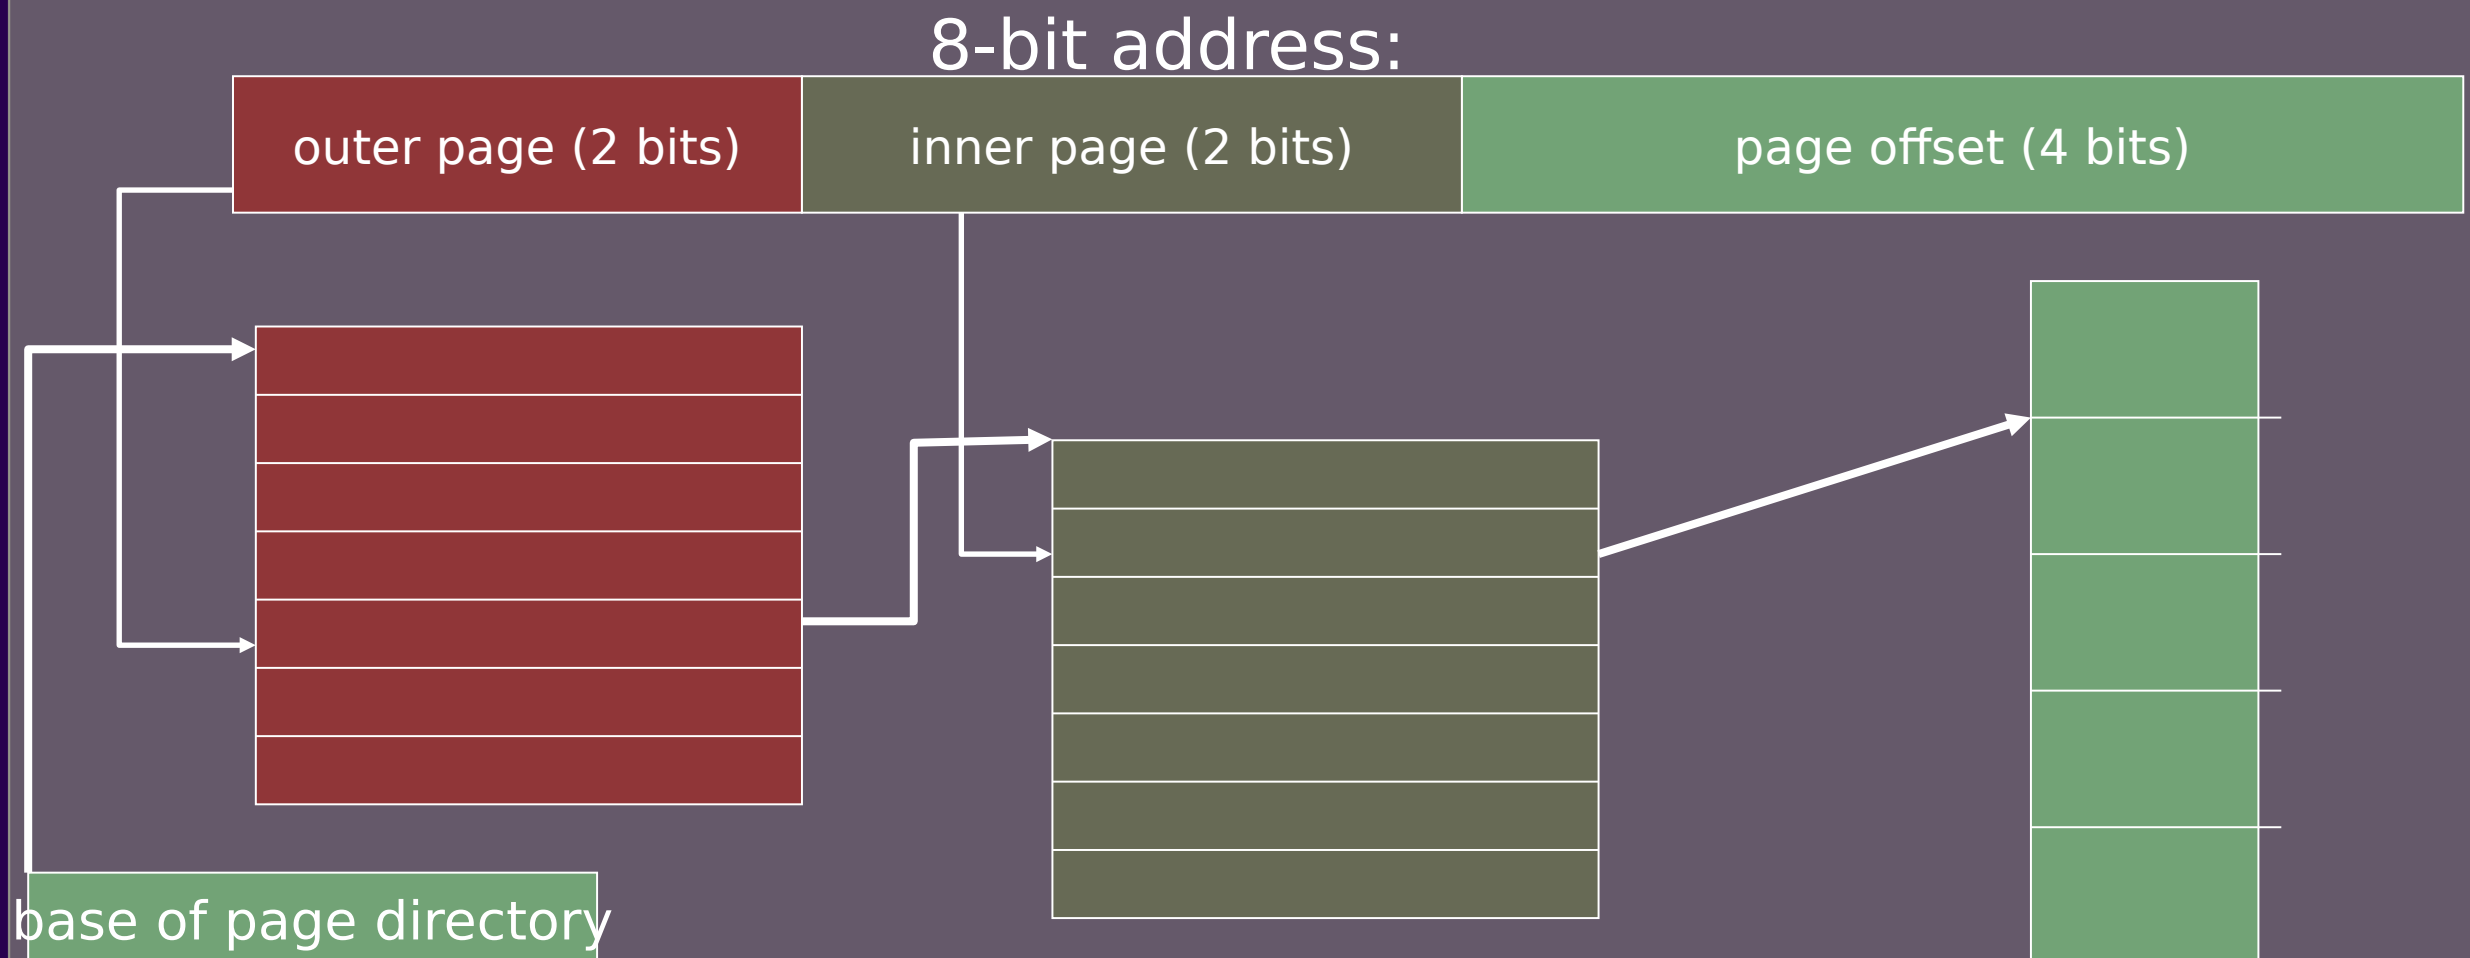 8-bit address:
outer page (2 bits) inner page (2 bits) page offset (4 bits)
base of page directory